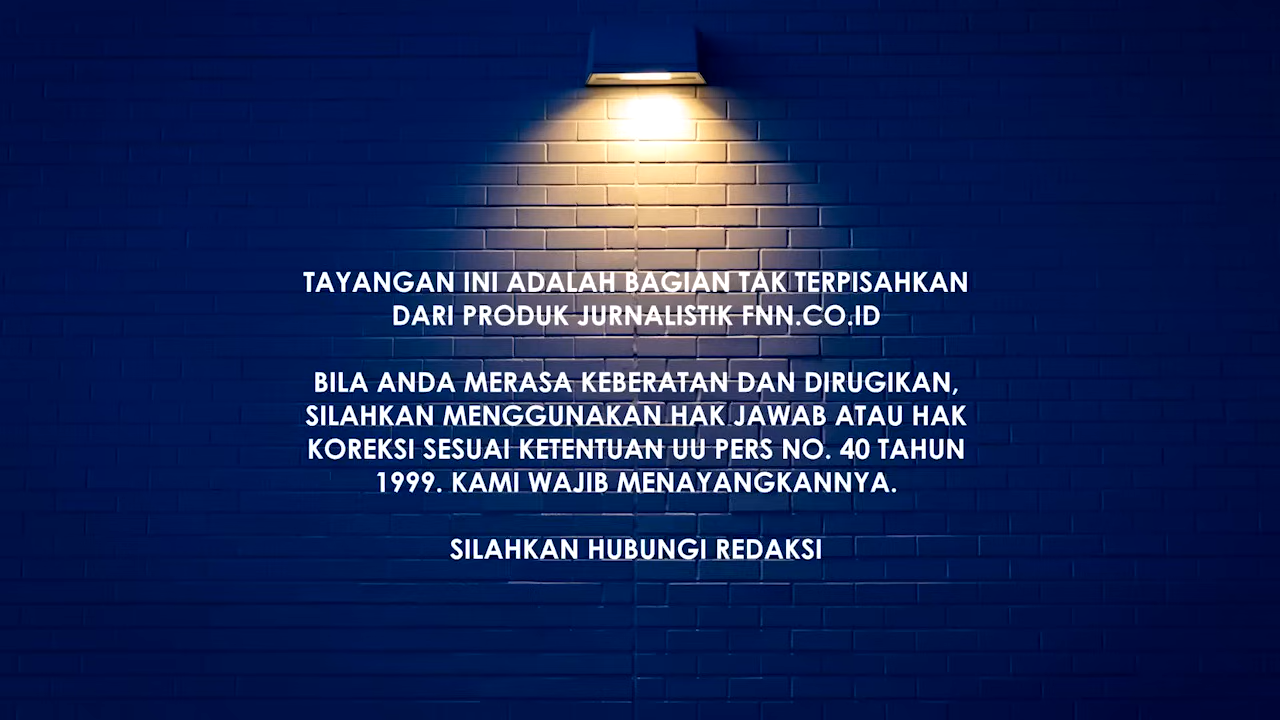 TAYANGAN INI ADALAH BAGIAN TAK TERPISAHKAN
DARI PRODUK JURNALISTIK FNN.CO.ID
BILA ANDA MERASA KEBERATAN DAN DIRUGIKAN,
SILAHKAN MENGGUNAKAN HAK JAWAB ATAU HAK
KOREKSI SESUAI KETENTUAN UU PERS NO. 40 TAHUN
1999. KAMI WAJIB MENAYANGKANNYA.
SILAHKAN HUBUNGI REDAKSI